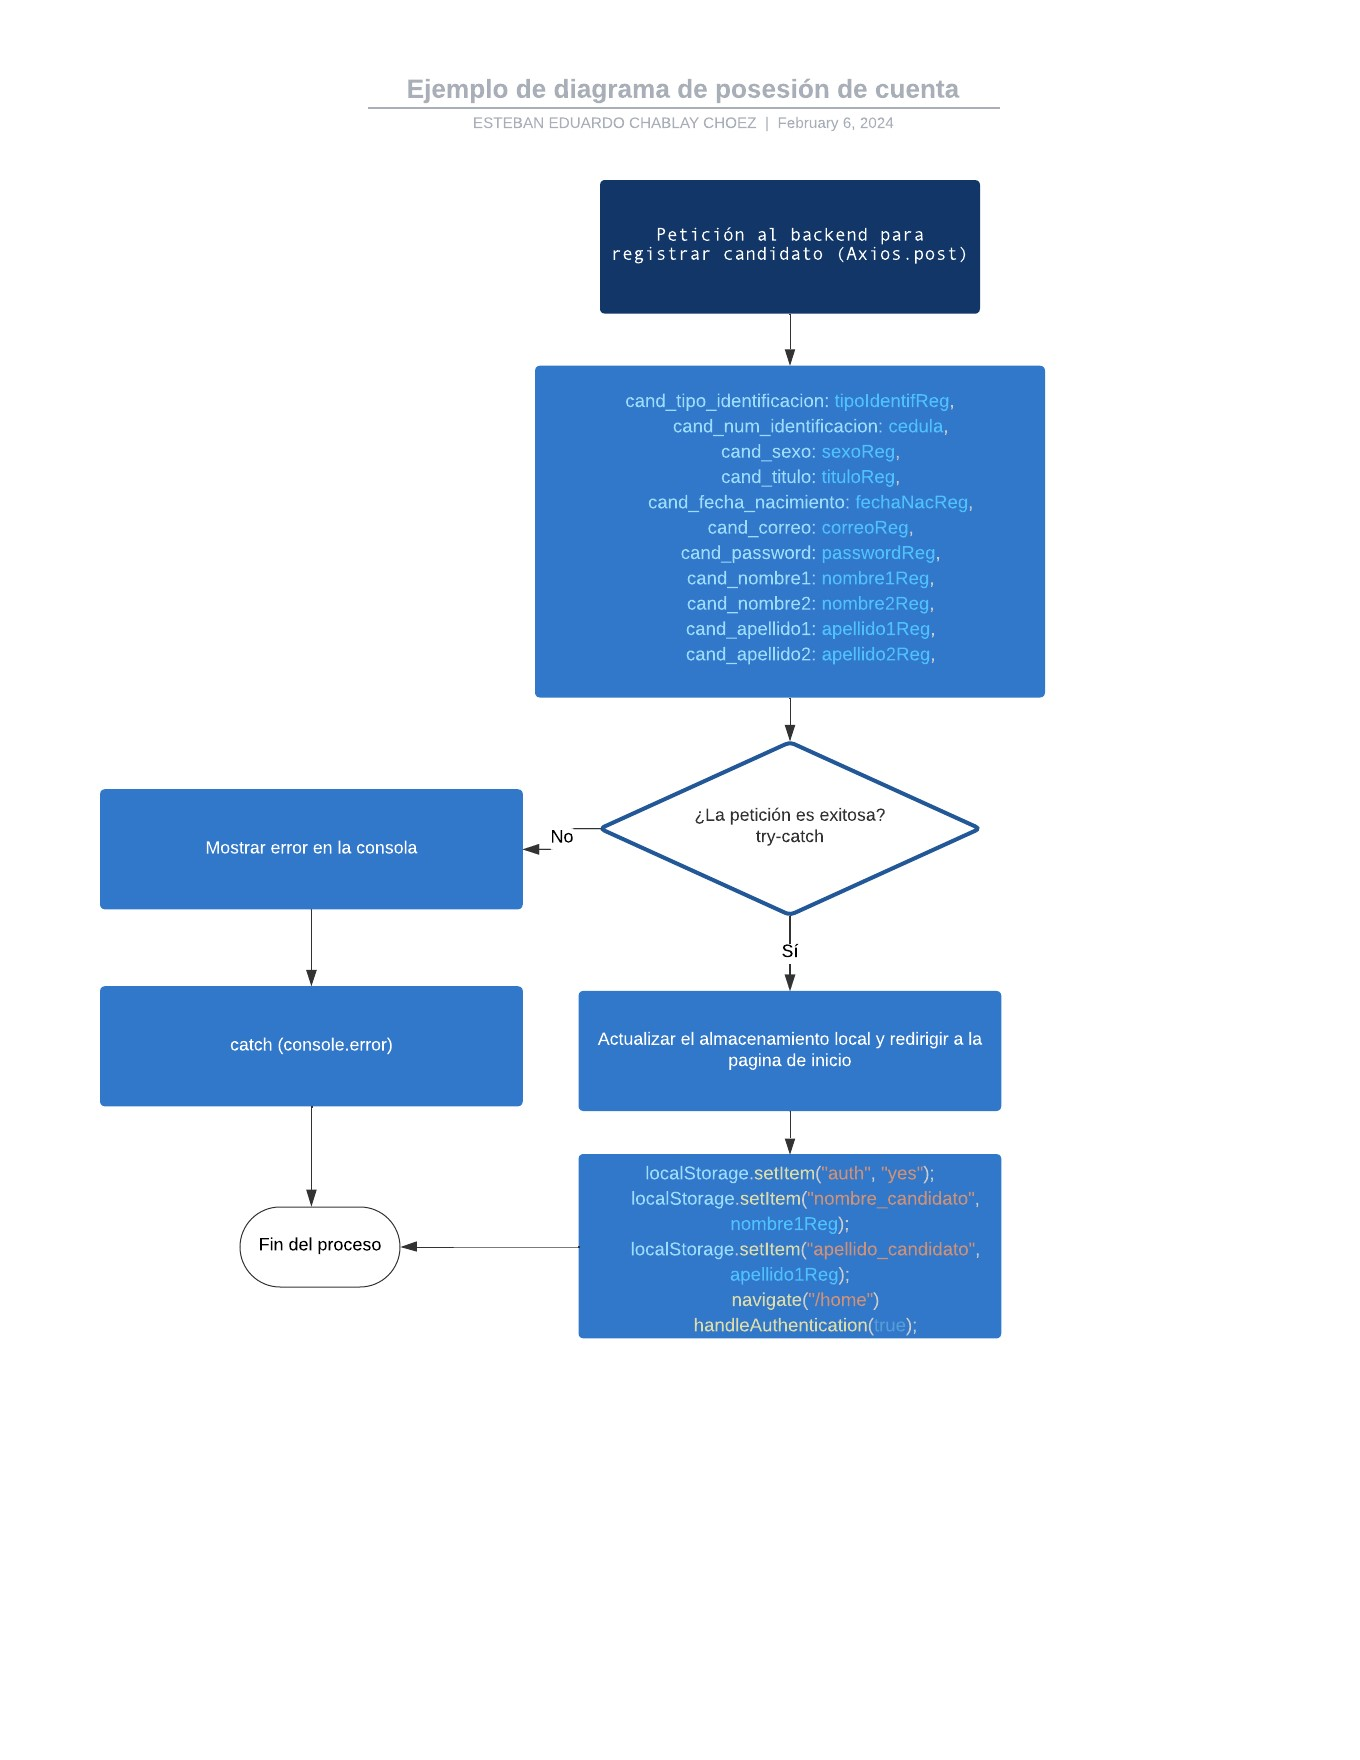 Ejemplo de diagrama de posesión de cuenta
ESTEBAN EDUARDO CHABLAY CHOEZ | February 6, 2024
Petición al backend para
registrar candidato (Axios.post)
cand_tipo_identificacion: tipoIdentifReg,
cand_num_identificacion: cedula,
cand_sexo: sexoReg,
cand_titulo: tituloReg,
cand_fecha_nacimiento: fechaNacReg,
cand_correo: correoReg,
cand_password: passwordReg,
cand_nombre1: nombre1Reg,
cand_nombre2: nombre2Reg,
cand_apellido1: apellido1Reg,
cand_apellido2: apellido2Reg,
¿La petición es exitosa?
try-catch
No
Mostrar error en la consola
catch (console.error)
Sí
Actualizar el almacenamiento local y redirigir a la
pagina de inicio
localStorage.setItem("auth", "yes");
localStorage.setItem("nombre_candidato",
nombre1Reg);
localStorage.setItem("apellido_candidato",
apellido1Reg);
navigate("/home")
handleAuthentication(true);
Fin del proceso